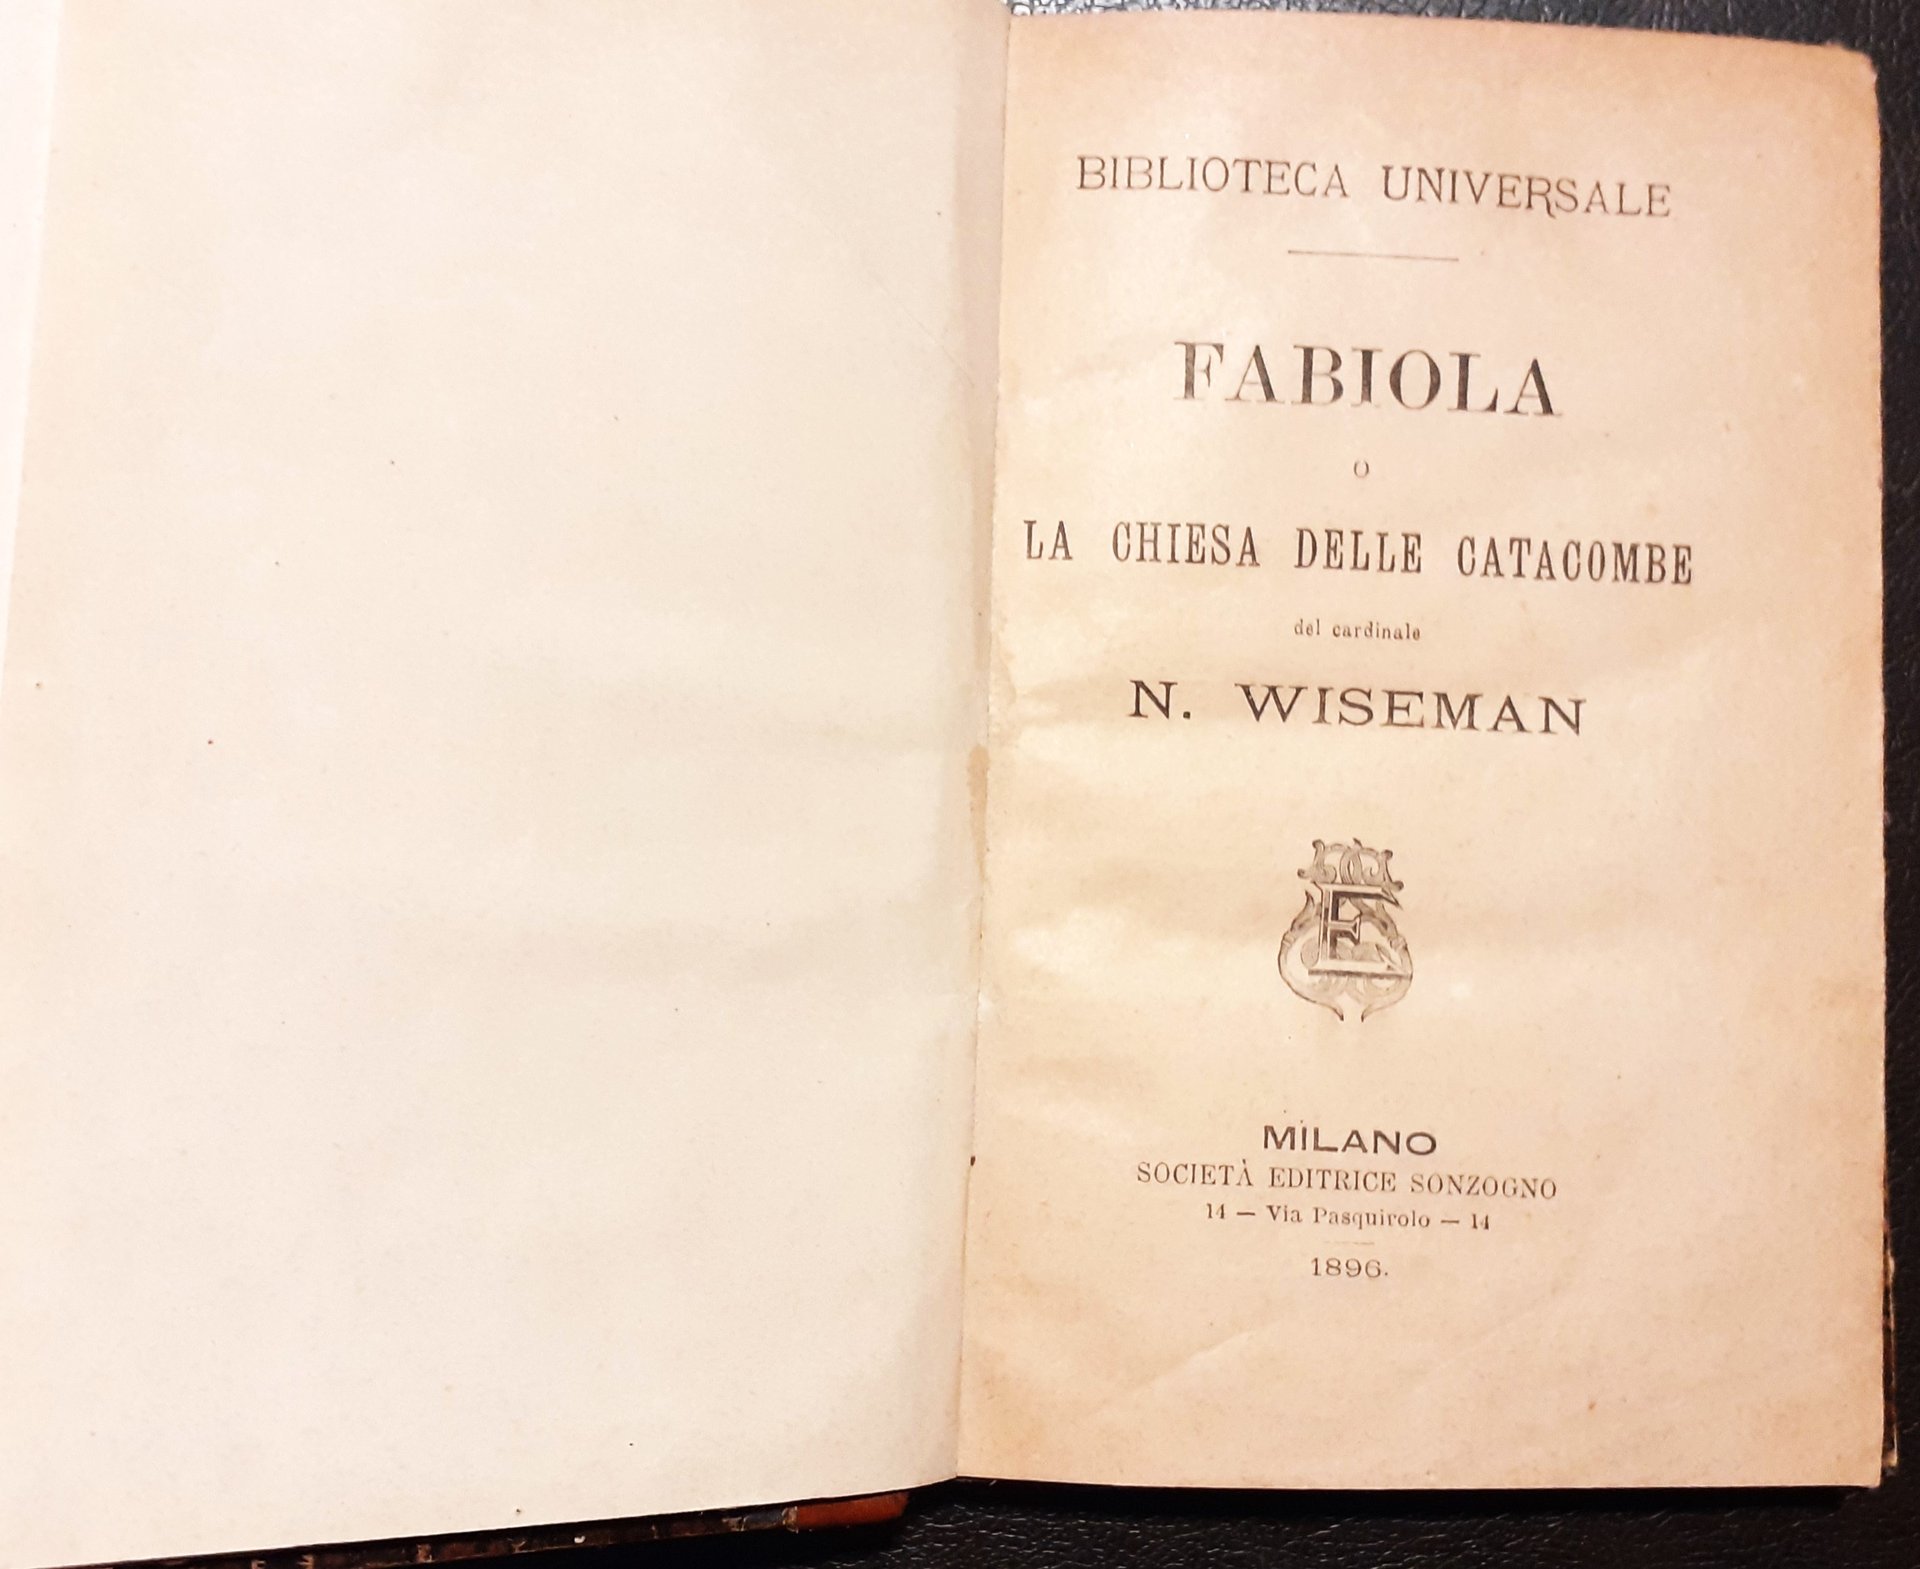 BIBLIOTECA UNIVERSALE
FABIOLA
O
LA CHIESA DELLE CATACOMBE
del cardinale
N. WISEMAN
E
MILANO
SOCIETÀ EDITRICE SONZOGNO
14 — Via Pasquirolo — 14
1896.